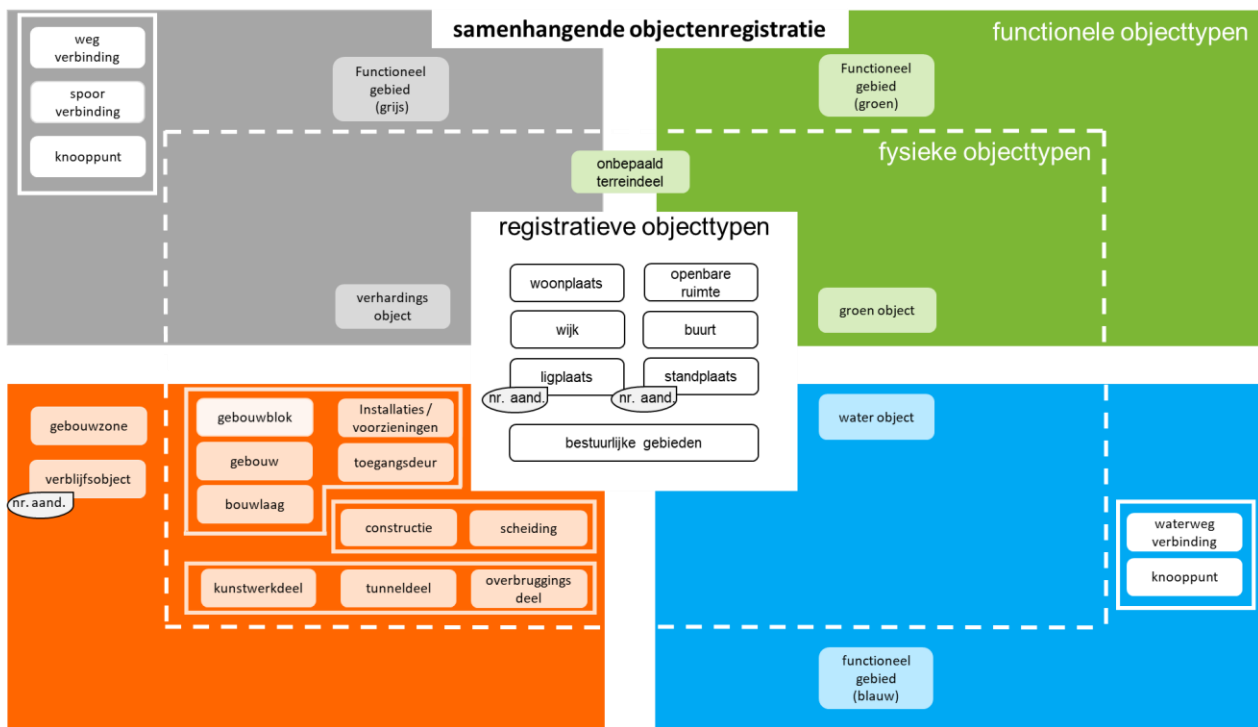 samenhangende objectenregistratie
weg
verbinding
spoor
verbinding
knooppunt
Functioneel
gebied
(grijs)
verhardings
object
functionele objecttypen
Functioneel
gebied
(groen)
fysieke objecttypen
onbepaald
terreindeel
groen object
registratieve objecttypen
woonplaats
openbare
ruimte
wijk
buurt
ligplaats
standplaats
nr. aand.
nr. aand.
bestuurlijke gebieden
gebouwzone
verblijfsobject
nr. aand.
gebouwblok
Installaties /
voorzieningen
gebouw
toegangsdeur
bouwlaag
constructie
scheiding
kunstwerkdeel
tunneldeel
overbruggings
deel
water object
waterweg
verbinding
knooppunt
functioneel
gebied
(blauw)